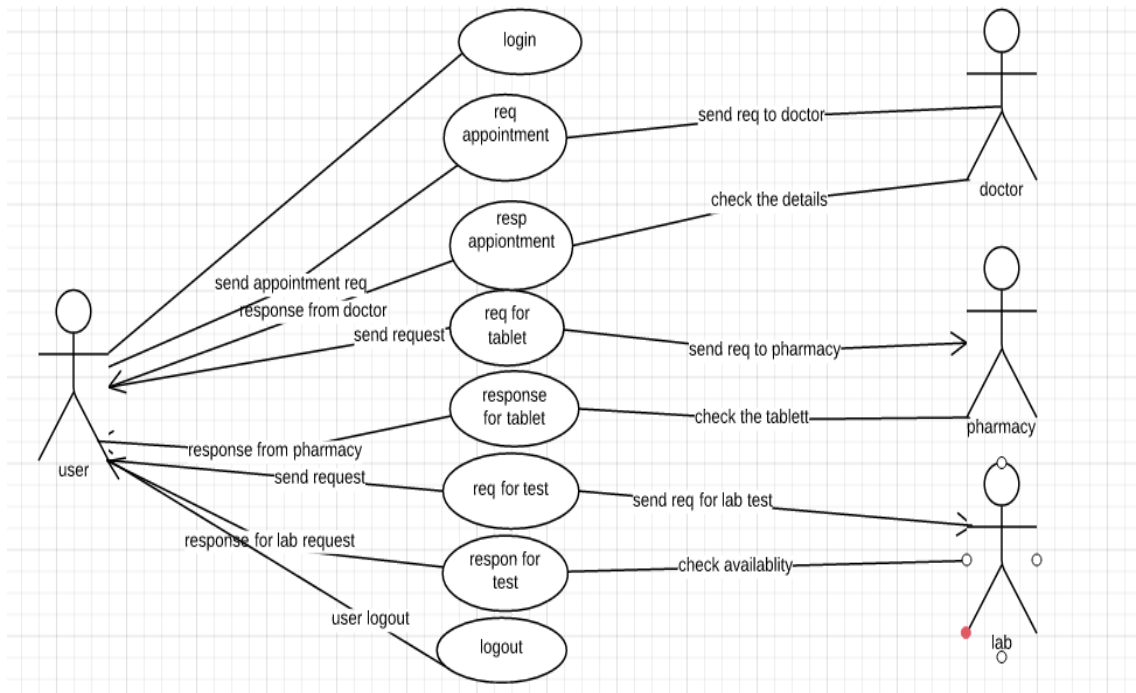 login
req
appointment
send req to doctor
doctor
check the details
resp
appiontment
send appointment req
response from doctor
req for
tablet
send request
send req to pharmacy
response
for tablet
check the tablett
pharmacy
response from pharmacy
user
send request
req for test
send req for lab test
response for lab request
respon for
test
check availablity
user logout
logout
lab